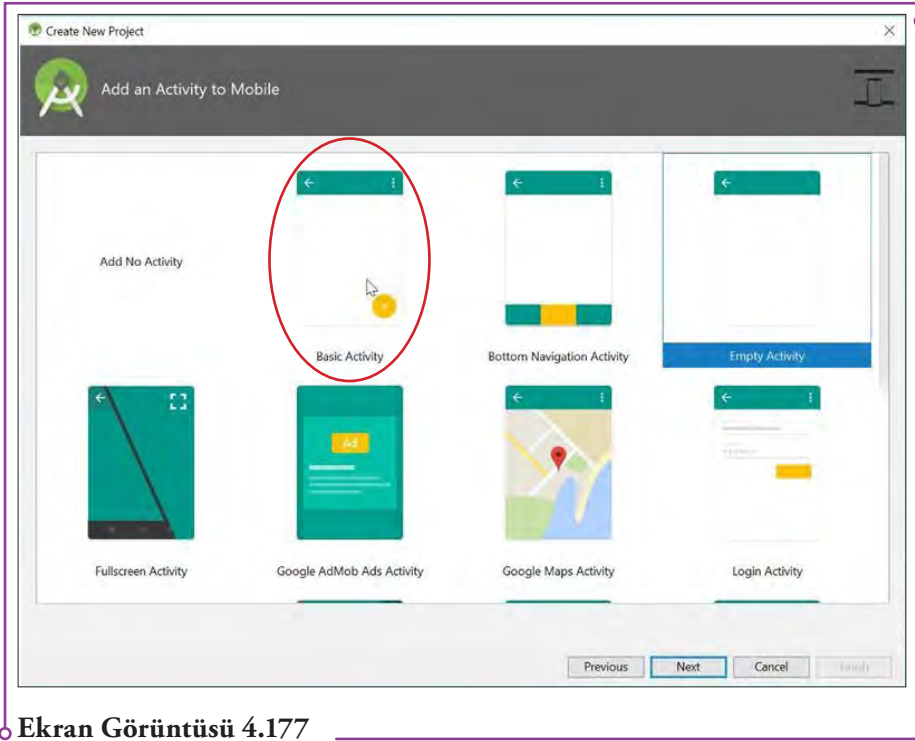 Create New Project
Add an Activity to Mobile
Add No Activity
Basic Activity
Bottom Navigation Activity
Empty Activity
Ad
Fullscreen Activity
Google AdMob Ads Activity
Google Maps Activity
Login Activity
Previous
Next
Cancel
Finish
Ekran Görüntüsü 4.177